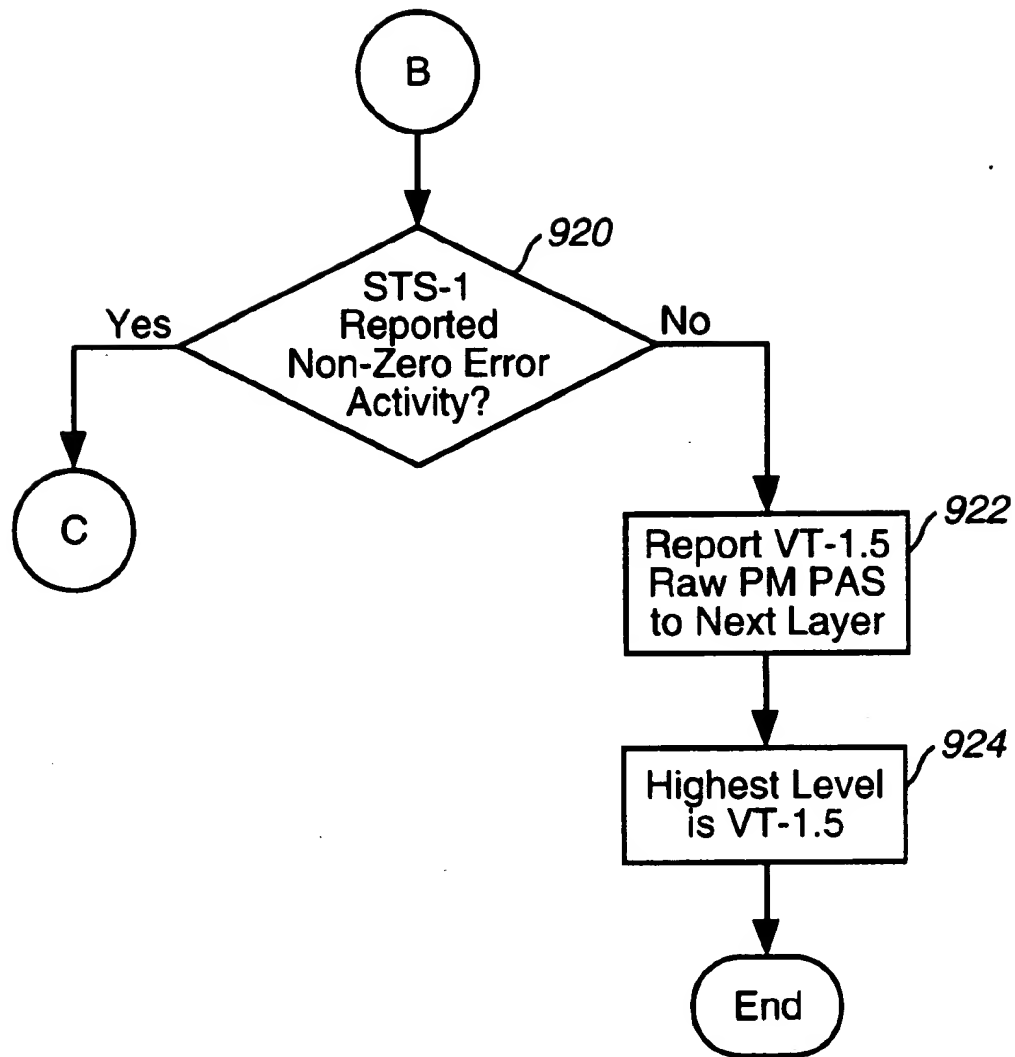 B
920
STS-1
Reported
Non-Zero Error
Activity?
Yes
No
C
922
Report VT-1.5
Raw PM PAS
to Next Layer
924
Highest Level
is VT-1.5
End